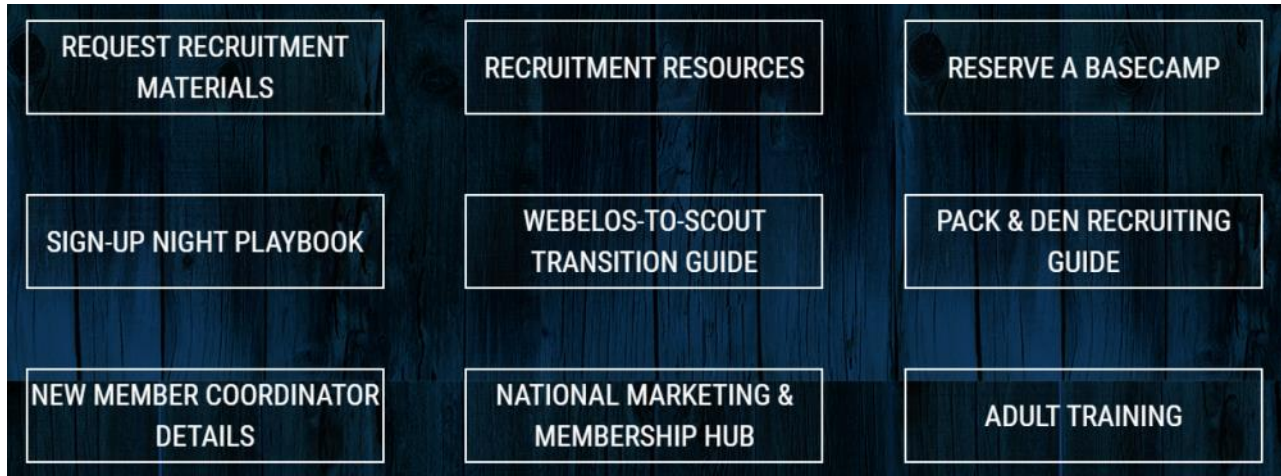 REQUEST RECRUITMENT
MATERIALS
RECRUITMENT RESOURCES
RESERVE A BASECAMP
SIGN-UP NIGHT PLAYBOOK
WEBELOS-TO-SCOUT
TRANSITION GUIDE
PACK & DEN RECRUITING
GUIDE
NEW MEMBER COORDINATOR
DETAILS
NATIONAL MARKETING &
MEMBERSHIP HUB
ADULT TRAINING